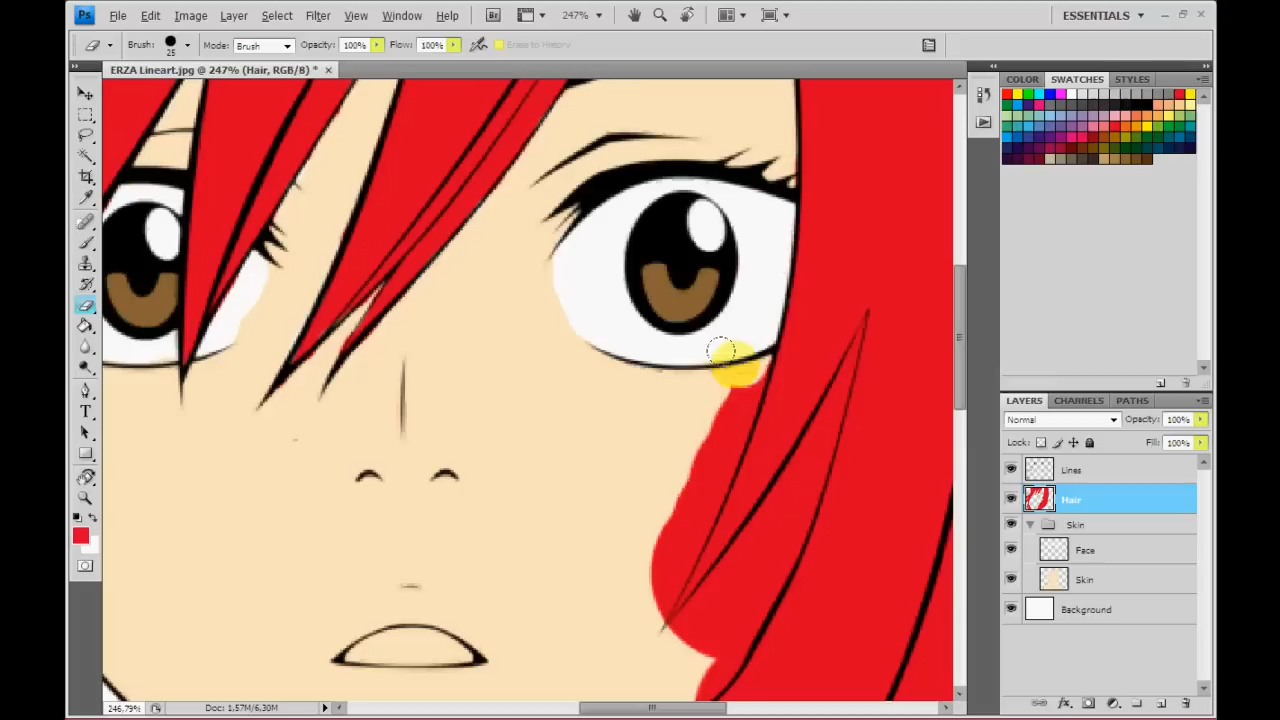 Ps File Edit Image Layer Select Filter View Window Help Br 247% ESSENTIALS
Brush: 25 Mode: Brush Opacity: 100% Flow: 100% Erase to History
ERZA Lineart.jpg @ 247% (Hair, RGB/8) *
COLOR SWATCHES STYLES
LAYERS CHANNELS PATHS
Normal Opacity: 100%
Lock: Fill: 100%
Lines
Hair
Skin
Face
Skin
Background
246,79% Doc: 1,57M/6,30M